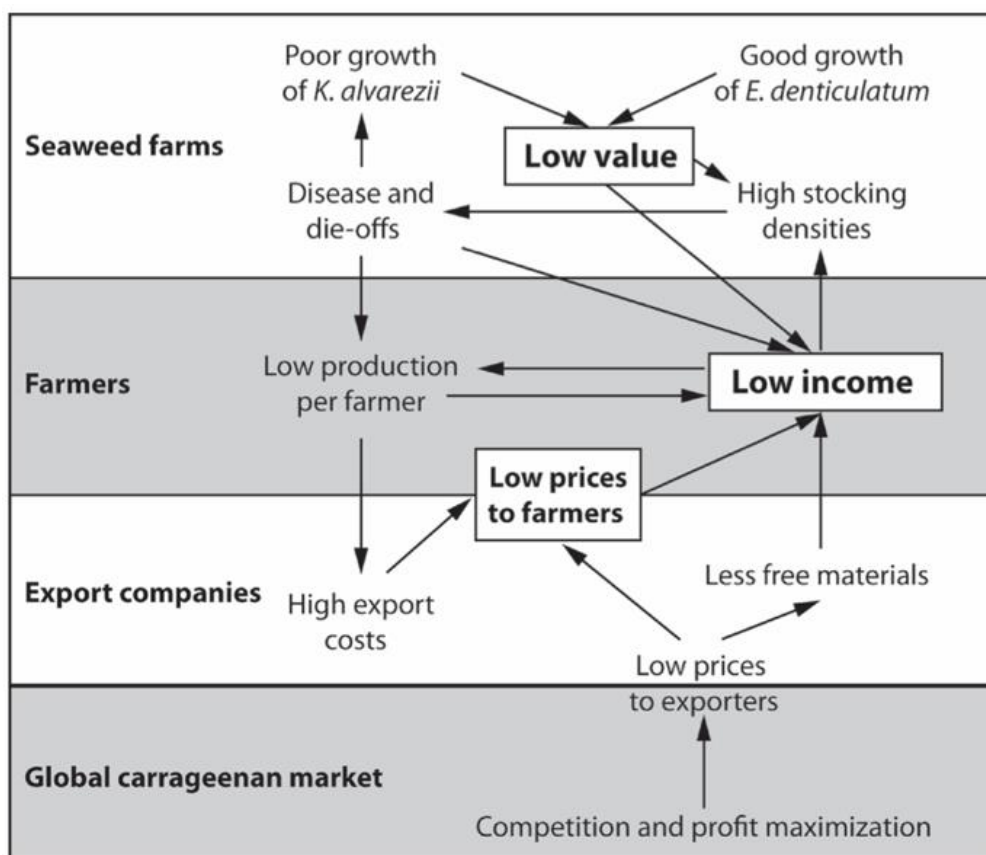 Poor growth
of K. alvarezii
Good growth
of E. denticulatum
Seaweed farms
Low value
Disease and
die-offs
High stocking
densities
Farmers
Low production
per farmer
Low income
Low prices
to farmers
Export companies
High export
costs
Less free materials
Low prices
to exporters
Global carrageenan market
Competition and profit maximization